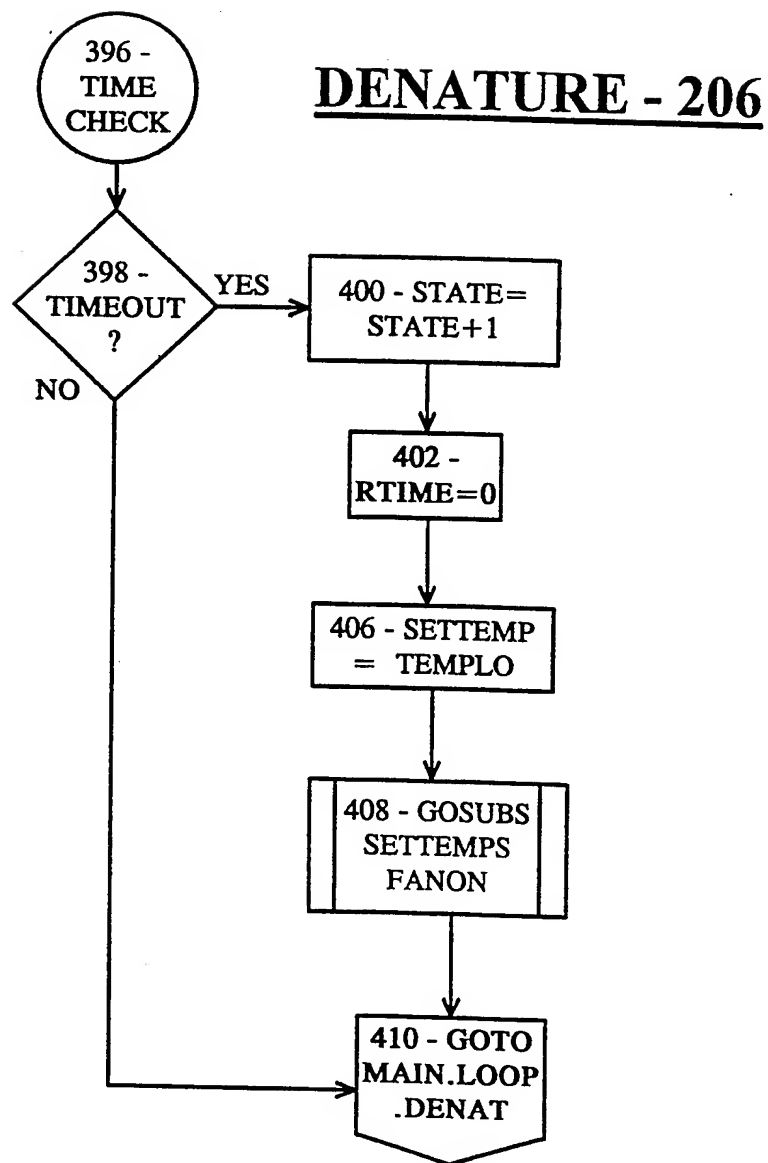 396 -
TIME
CHECK
DENATURE - 206
398 -
TIMEOUT
?
YES
NO
400 - STATE=
STATE+1
402 -
RTIME=0
406 - SETTEMP
= TEMPLO
408 - GOSUBS
SETTEMPS
FANON
410 - GOTO
MAIN.LOOP
.DENAT